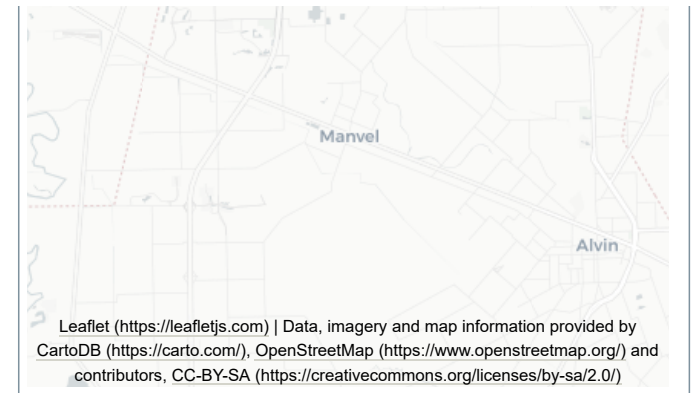 Manvel
Alvin
Leaflet (https://leafletjs.com) | Data, imagery and map information provided by
CartoDB (https://carto.com/), OpenStreetMap (https://www.openstreetmap.org/) and
contributors, CC-BY-SA (https://creativecommons.org/licenses/by-sa/2.0/)